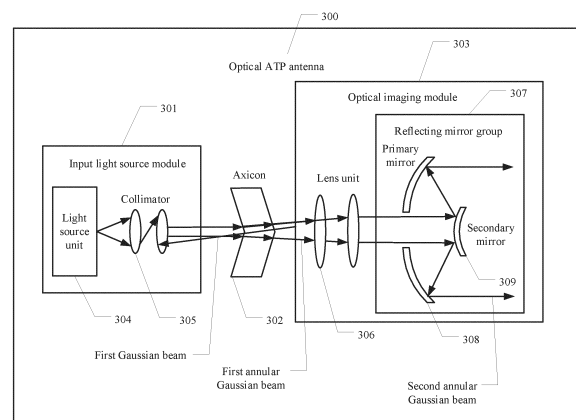 300
Optical ATP antenna
303
Optical imaging module
307
301
Reflecting mirror group
Primary
mirror
Input light source module
Axicon
Lens unit
Collimator
Light
source
unit
Secondary
mirror
309
304
305
302
306
308
First Gaussian beam
First annular
Gaussian beam
Second annular
Gaussian beam